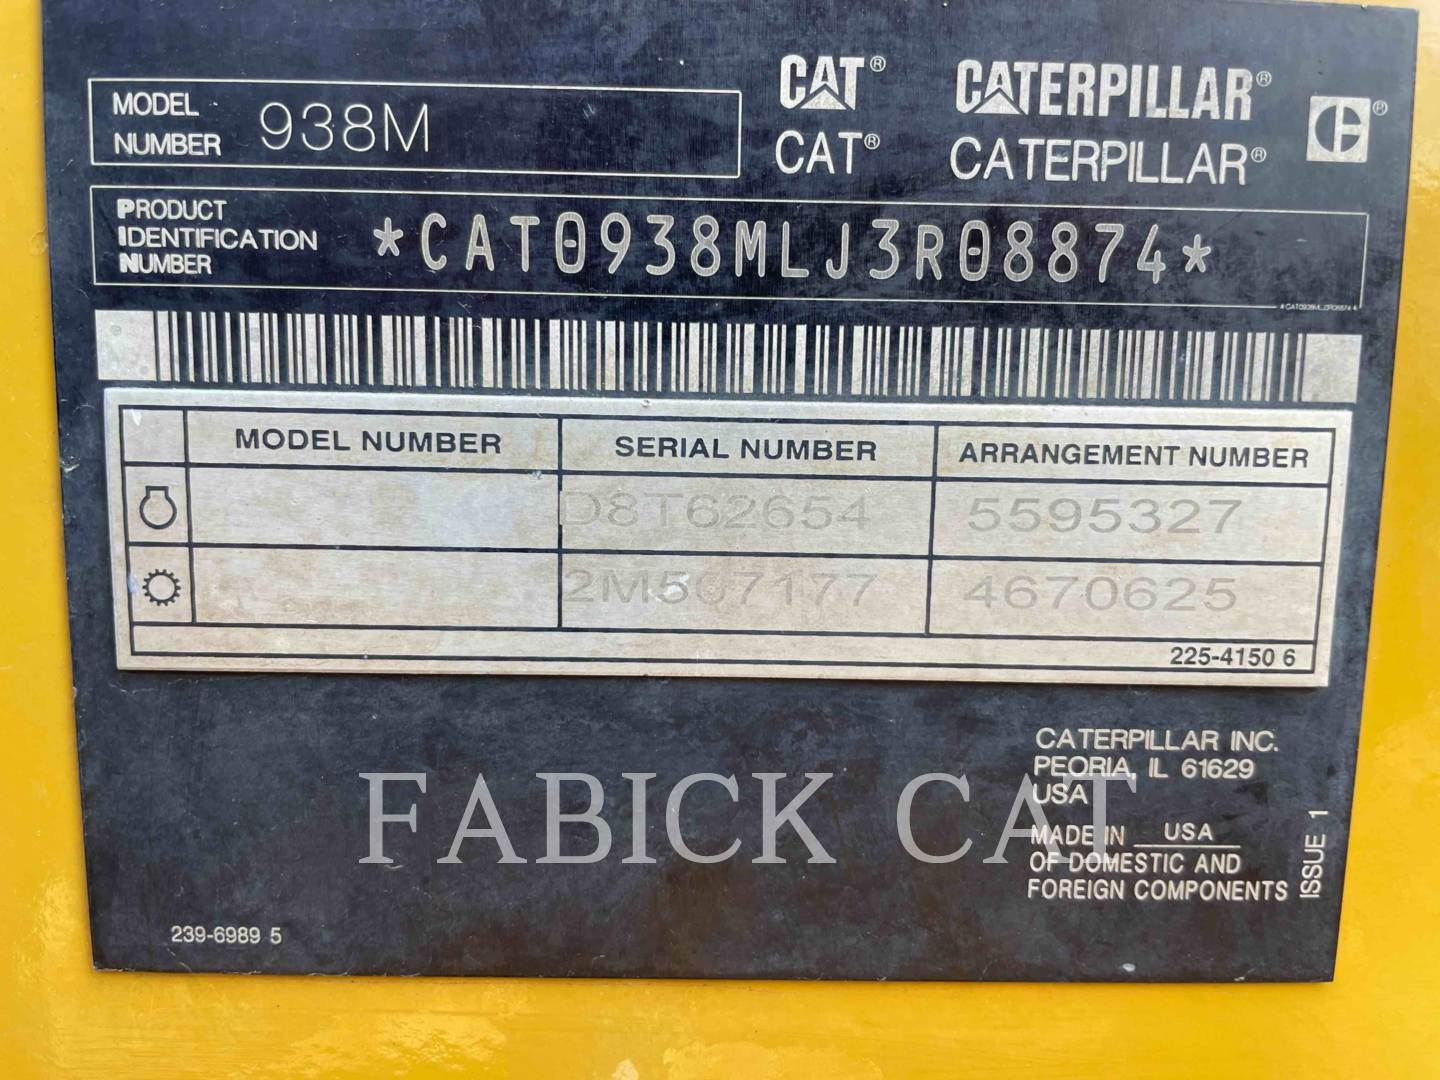 CAT® CATERPILLAR®
CAT® CATERPILLAR®
MODEL
NUMBER 938M
PRODUCT
IDENTIFICATION
NUMBER *CAT0938MLJ3R08874*
*CAT0938MLJ3R08874*
MODEL NUMBER SERIAL NUMBER ARRANGEMENT NUMBER
D8T62654 5595327
2M507177 4670625
225-4150 6
CATERPILLAR INC.
PEORIA, IL 61629
USA
MADE IN USA
OF DOMESTIC AND
FOREIGN COMPONENTS
ISSUE 1
239-6989 5
FABICK CAT